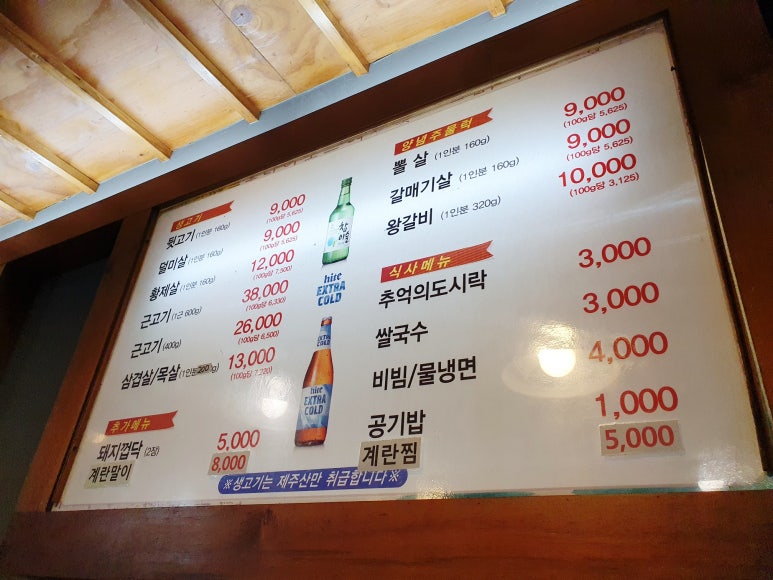 생고기
뒷고기 (1인분 160g) 9,000
(100g당 5,625)
덜미살 (1인분 160g) 9,000
(100g당 5,625)
황제살 (1인분 160g) 12,000
(100g당 7,500)
근고기 (1근 600g) 38,000
(100g당 6,330)
근고기 (400g) 26,000
(100g당 6,500)
삼겹살/목살 (1인분 200g) 13,000
(100g당
추가메뉴
돼지껍닥 (2장) 5,000
계란말이 8,000
참이슬
hite
EXTRA
COLD
hite
EXTRA
COLD
양념주물럭
뽈 살 (1인분 160g) 9,000
(100g당 5,625)
갈매기살 (1인분 160g) 9,000
(100g당 5,625)
왕갈비 (1인분 320g) 10,000
(100g당 3,125)
식사메뉴
추억의도시락 3,000
쌀국수 3,000
비빔/물냉면 4,000
공기밥 1,000
계란찜 5,000
※생고기는 제주산만 취급합니다※